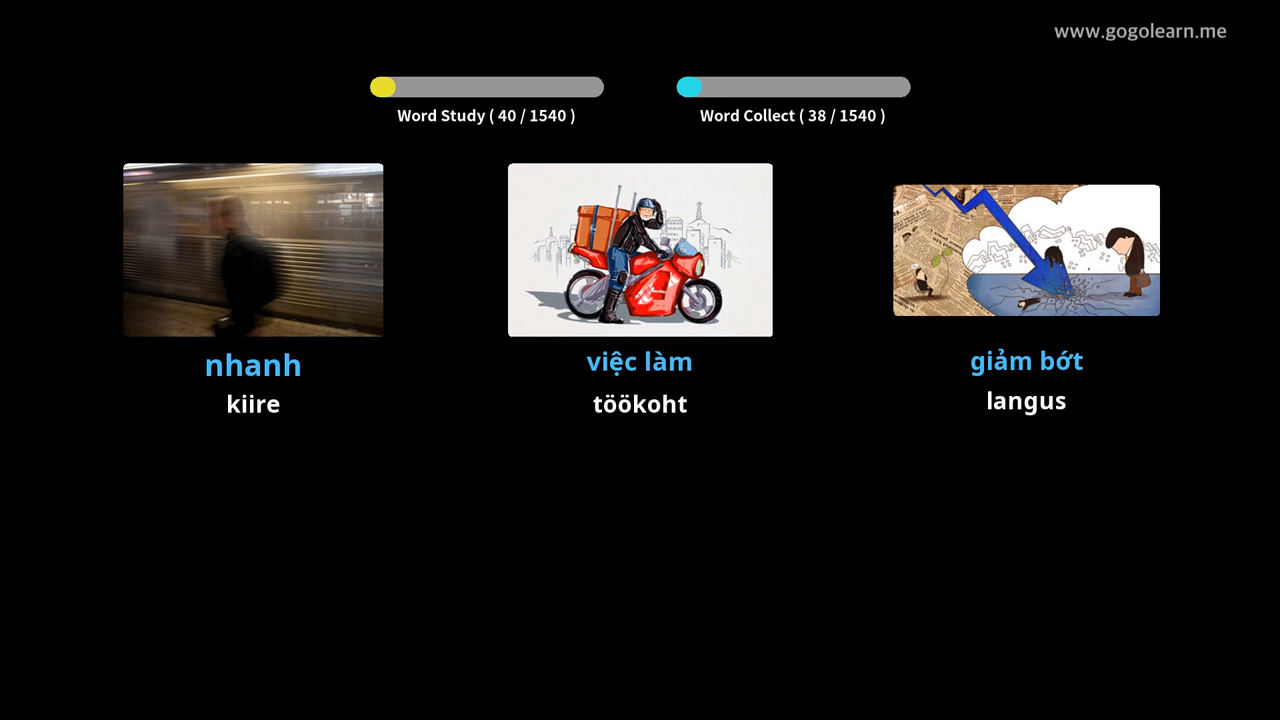 www.gogolearn.me
Word Study ( 40 / 1540 )
Word Collect ( 38 / 1540 )
nhanh
kiire
việc làm
töökoht
giảm bớt
langus